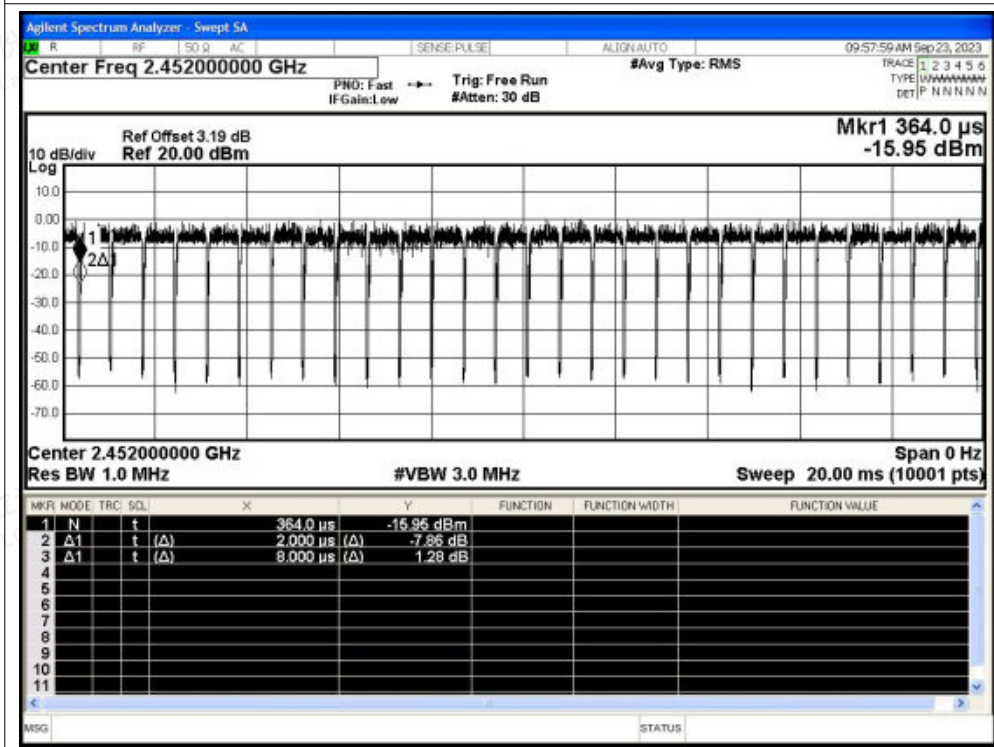 Agilent Spectrum Analyzer - Swept SA
LXI R RF 50 Ω AC SENSE:PULSE ALIGN AUTO 09:57:59 AM Sep 23, 2023
Center Freq 2.452000000 GHz #Avg Type: RMS TRACE 1 2 3 4 5 6
PNO: Fast Trig: Free Run TYPE WWWWWW
IFGain:Low #Atten: 30 dB DET P N N N N N
Mkr1 364.0 µs
Ref Offset 3.19 dB
10 dB/div Ref 20.00 dBm -15.95 dBm
Log
10.0
0.00
-10.0
-20.0
-30.0
-40.0
-50.0
-60.0
-70.0
1
2Δ1
Center 2.452000000 GHz Span 0 Hz
Res BW 1.0 MHz #VBW 3.0 MHz Sweep 20.00 ms (10001 pts)
MKR MODE TRC SCL X Y FUNCTION FUNCTION WIDTH FUNCTION VALUE
1 N t 364.0 µs -15.95 dBm
2 Δ1 t (Δ) 2.000 µs (Δ) -7.86 dB
3 Δ1 t (Δ) 8.000 µs (Δ) 1.28 dB
4
5
6
7
8
9
10
11
MSG STATUS